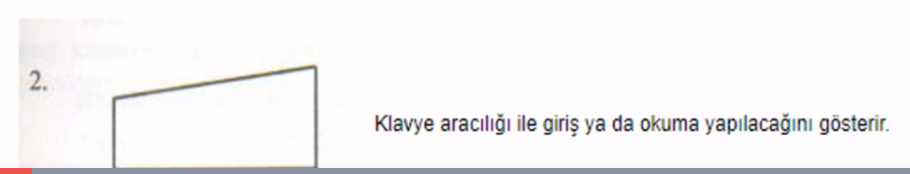 2.
Klavye aracılığı ile giriş ya da okuma yapılacağını gösterir.